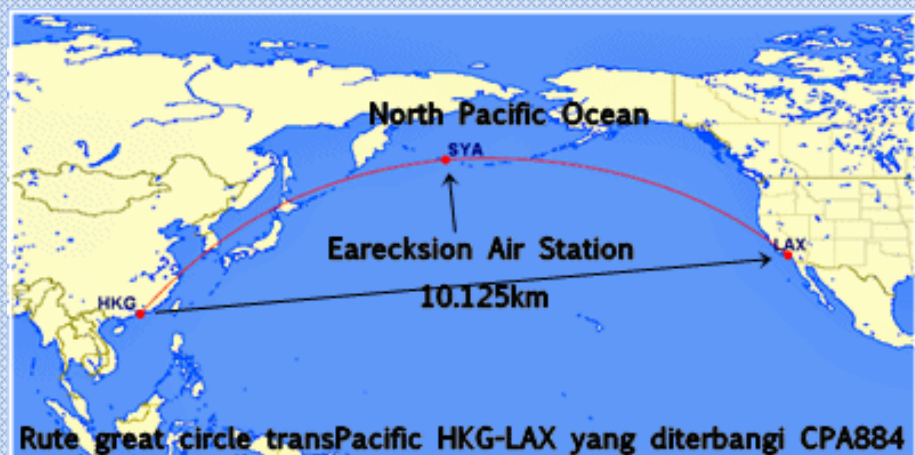 North Pacific Ocean
SYA
Earecksion Air Station
LAX
10.125km
HKG
Rute great circle transPacific HKG-LAX yang diterbangi CPA884